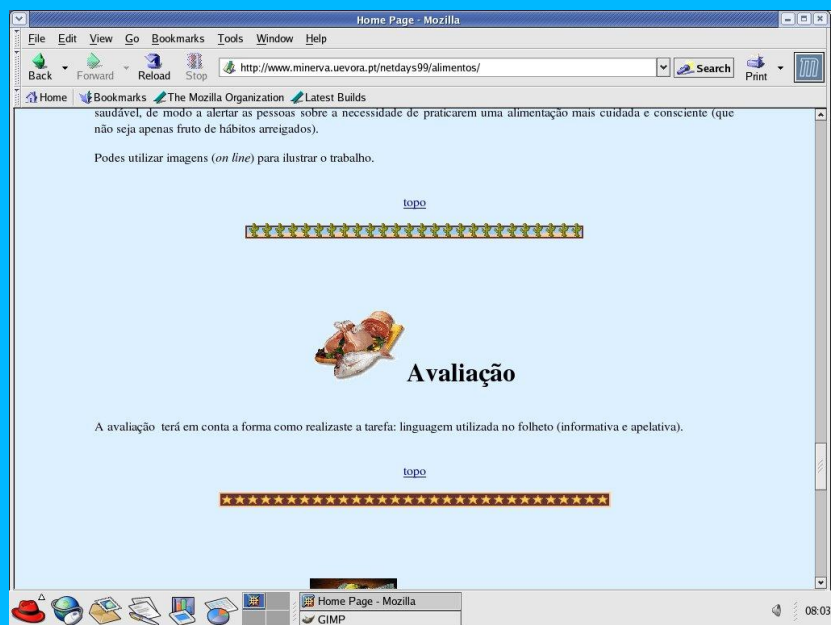 Home Page - Mozilla
File Edit View Go Bookmarks Tools Window Help
Back Forward Reload Stop http://www.minerva.uevora.pt/netdays99/alimentos/ Search Print
Home Bookmarks The Mozilla Organization Latest Builds
saudável, de modo a alertar as pessoas sobre a necessidade de praticarem uma alimentação mais cuidada e consciente (que
não seja apenas fruto de hábitos arreigados).
Podes utilizar imagens (on line) para ilustrar o trabalho.
topo
Avaliação
A avaliação terá em conta a forma como realizaste a tarefa: linguagem utilizada no folheto (informativa e apelativa).
topo
Home Page - Mozilla
GIMP
08:03